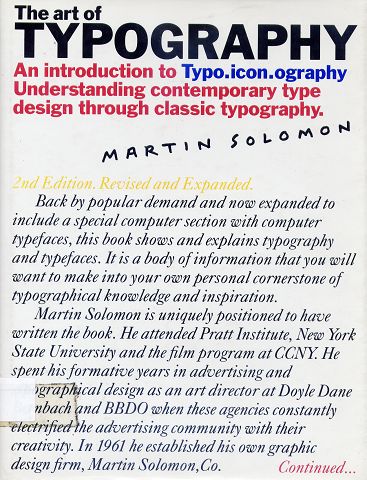 The art of
TYPOGRAPHY
An introduction to Typo.icon.ography
Understanding contemporary type
design through classic typography.
MARTIN SOLOMON
2nd Edition. Revised and Expanded.
Back by popular demand and now expanded to
include a special computer section with computer
typefaces, this book shows and explains typography
and typefaces. It is a body of information that you will
want to make into your own personal cornerstone of
typographical knowledge and inspiration.
Martin Solomon is uniquely positioned to have
written the book. He attended Pratt Institute, New York
State University and the film program at CCNY. He
spent his formative years in advertising and
ographical design as an art director at Doyle Dane
nbach and BBDO when these agencies constantly
electrified the advertising community with their
creativity. In 1961 he established his own graphic
design firm, Martin Solomon, Co. Continued...